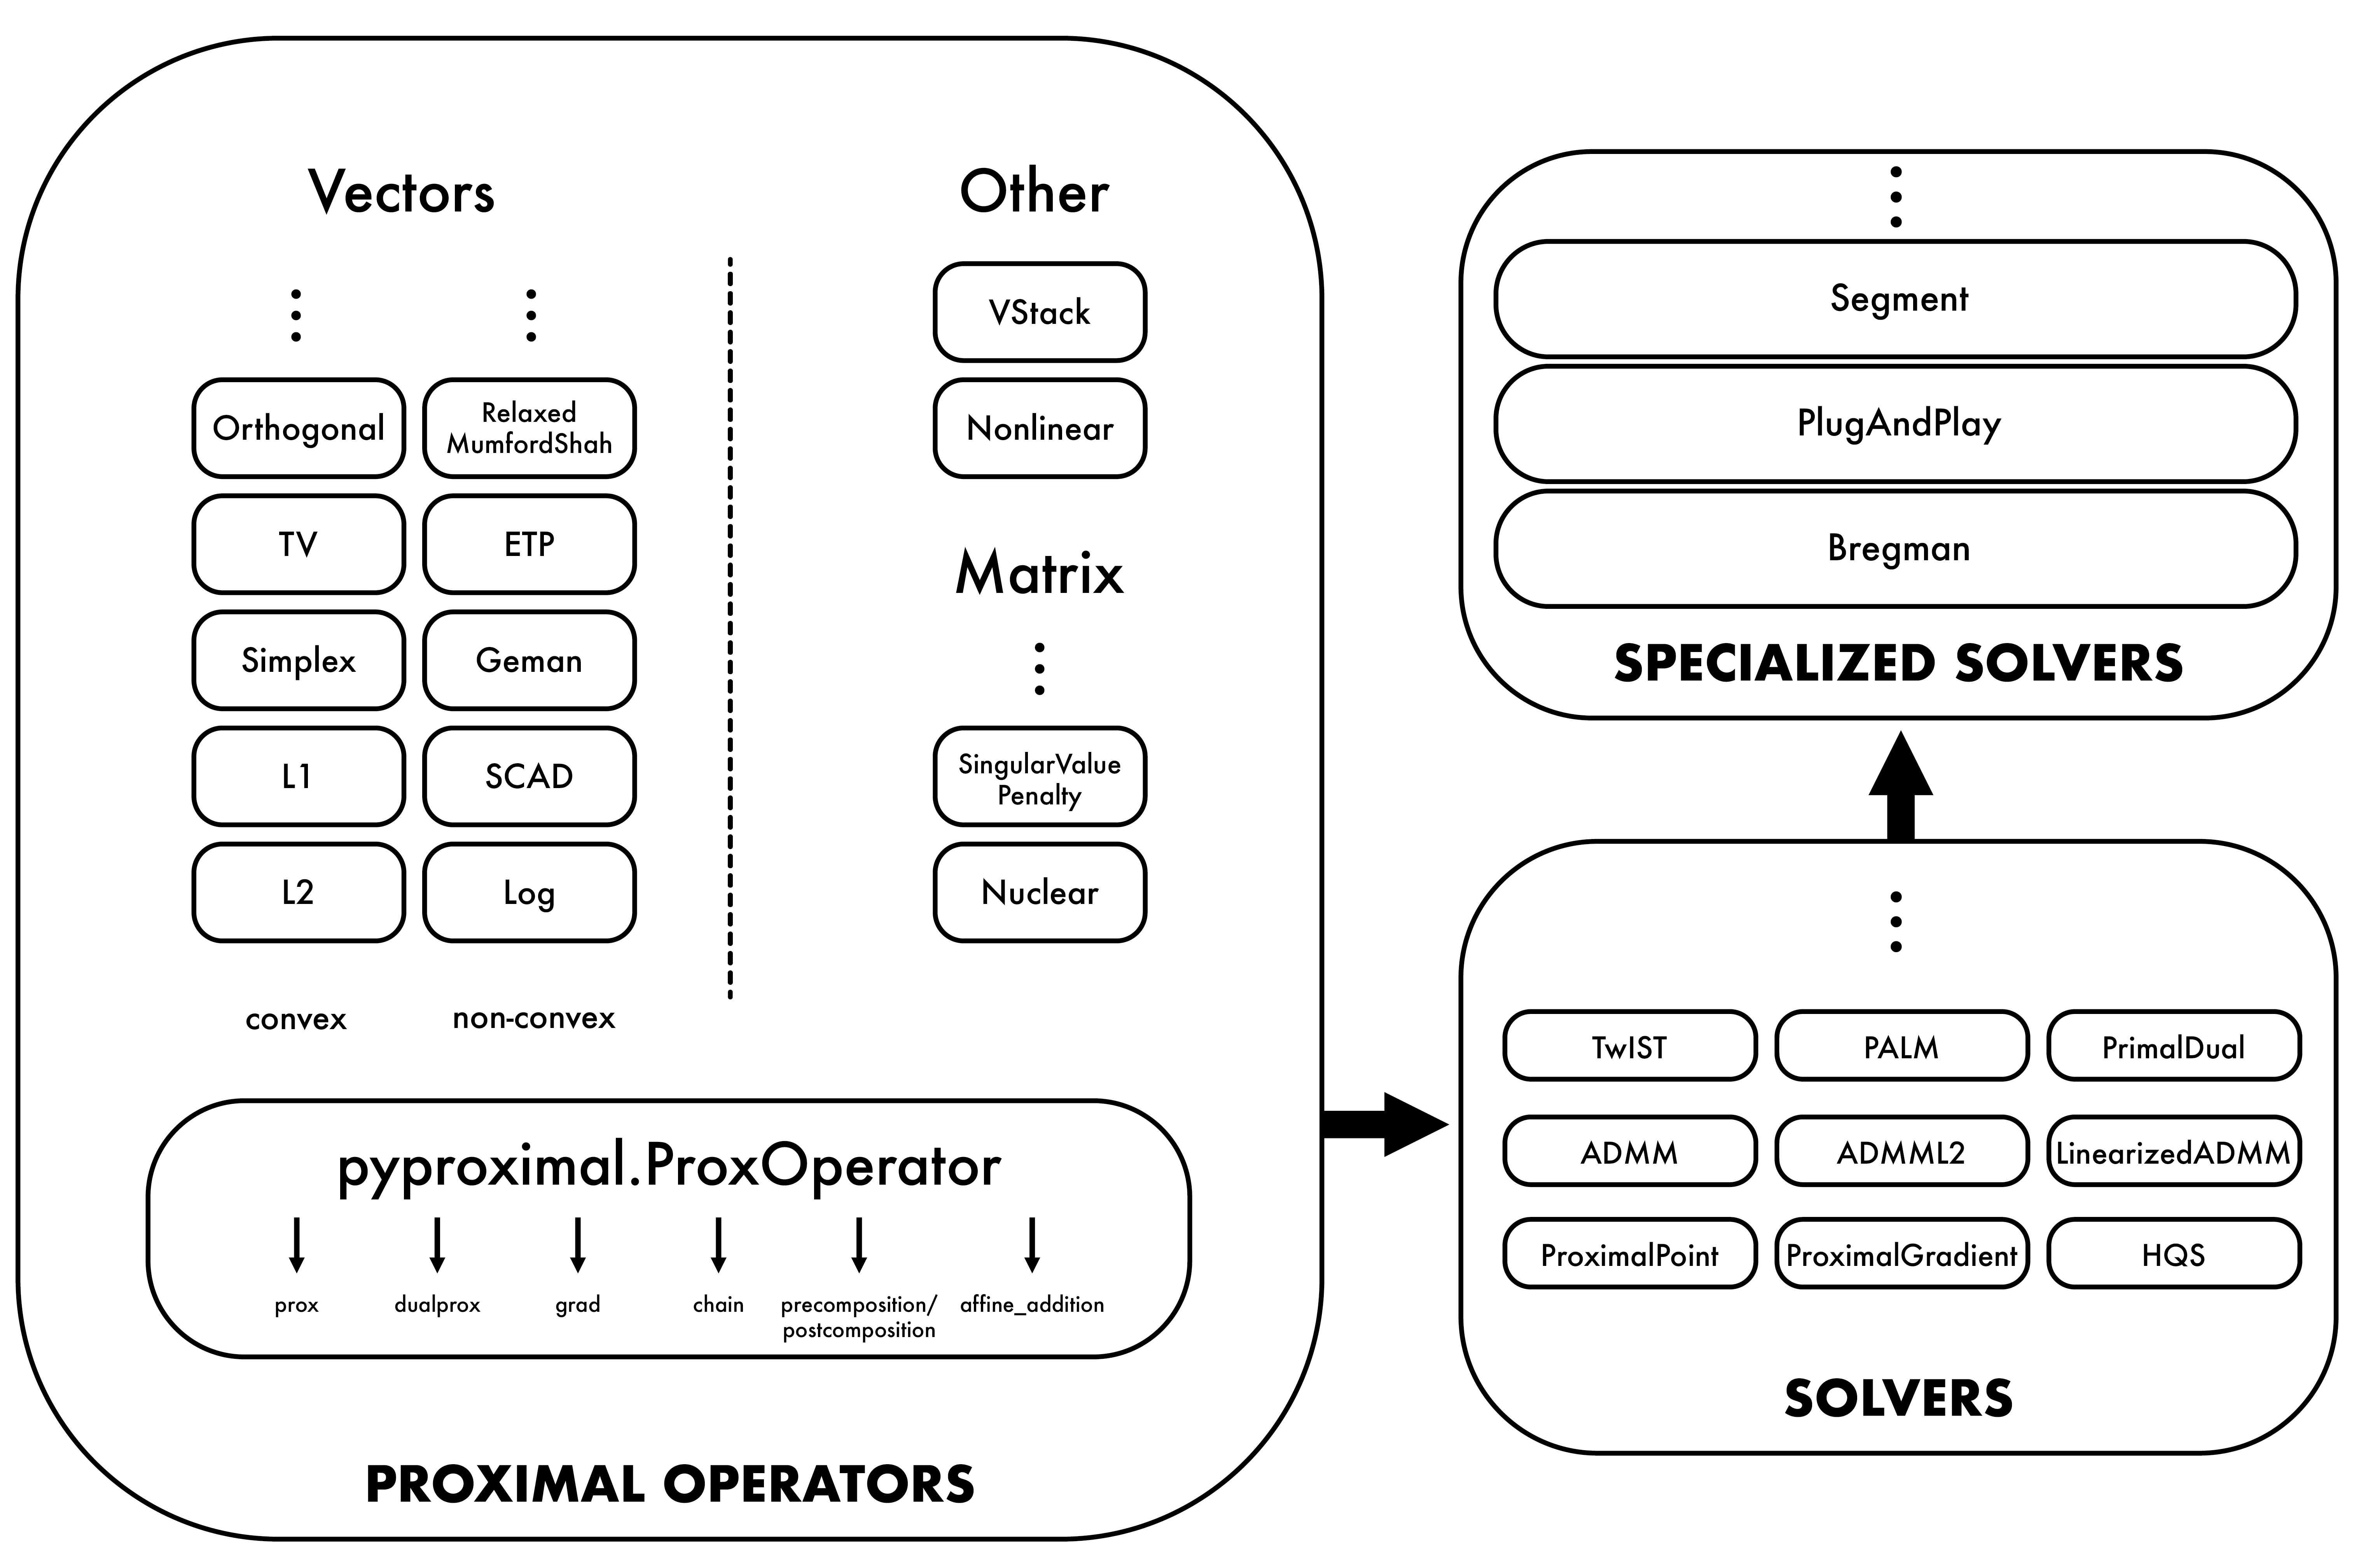 Vectors
Orthogonal
Relaxed
MumfordShah
TV
ETP
Simplex
Geman
L1
SCAD
L2
Log
convex
non-convex
Other
VStack
Nonlinear
Matrix
SingularValue
Penalty
Nuclear
pyproximal.ProxOperator
prox
dualprox
grad
chain
precomposition/
postcomposition
affine_addition
PROXIMAL OPERATORS
Segment
PlugAndPlay
Bregman
SPECIALIZED SOLVERS
TwIST
PALM
PrimalDual
ADMM
ADMML2
LinearizedADMM
ProximalPoint
ProximalGradient
HQS
SOLVERS